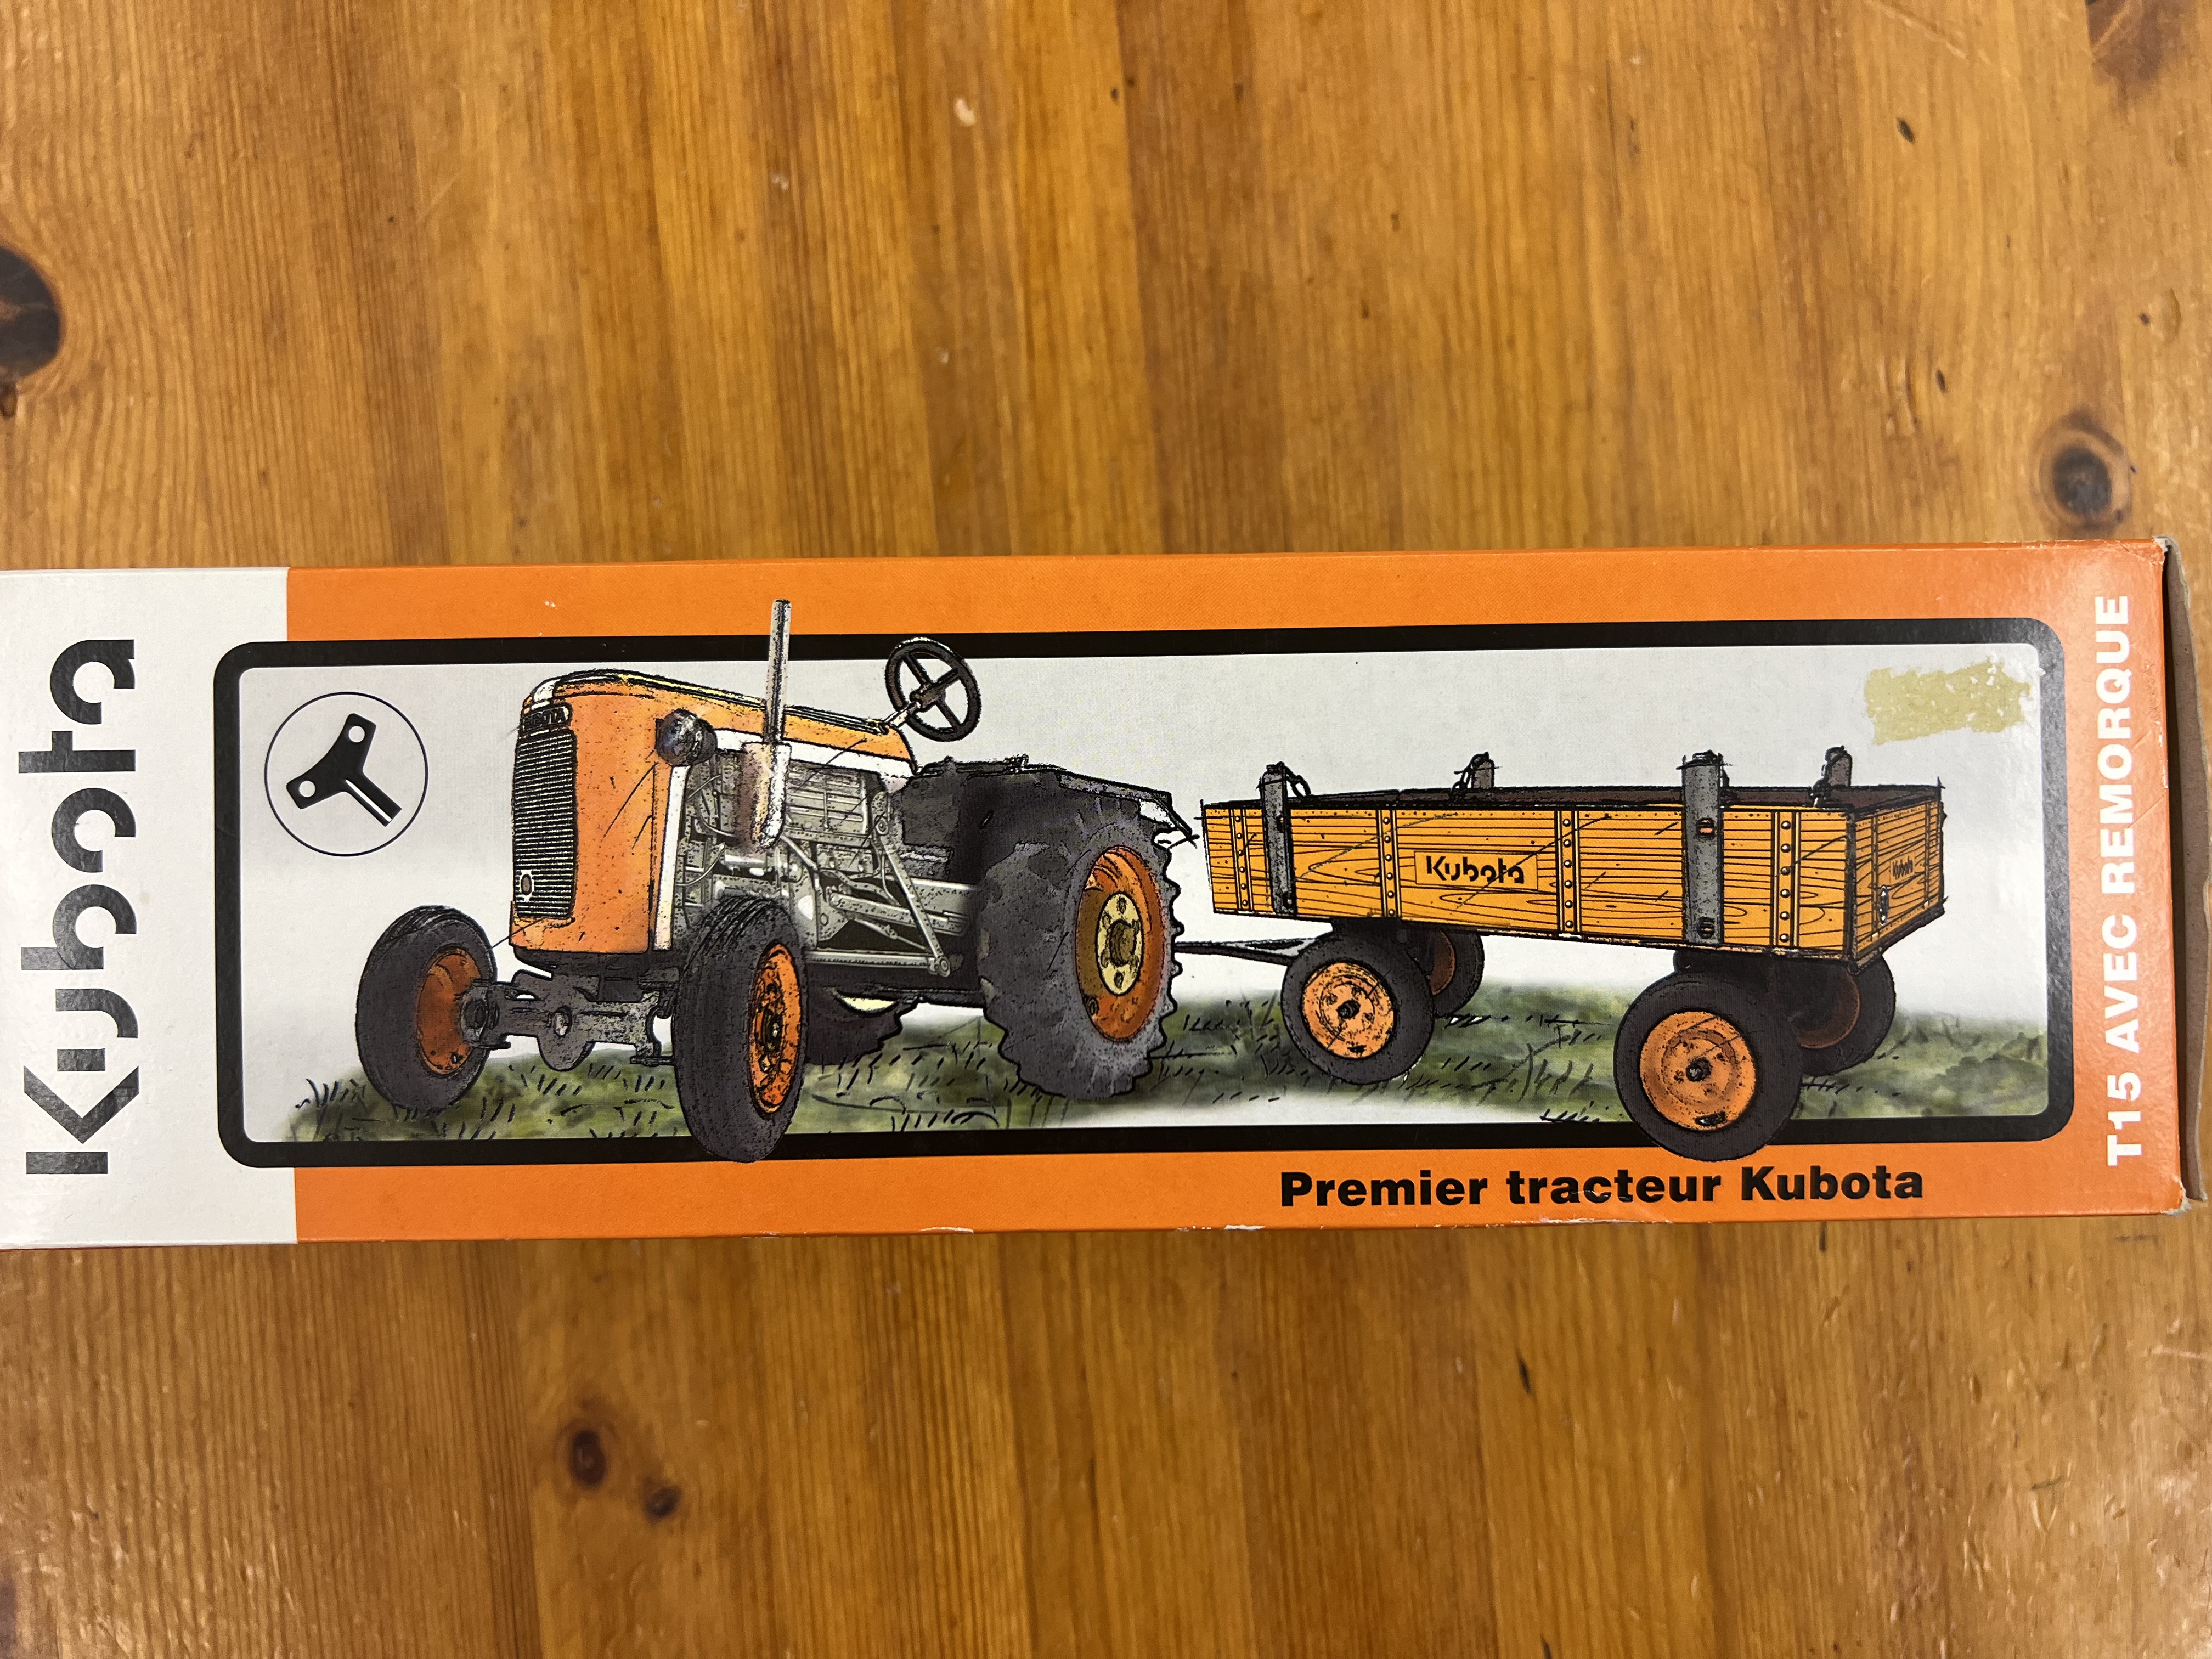 Kubota
Kubota
Kubota
Premier tracteur Kubota
T15 AVEC REMORQUE